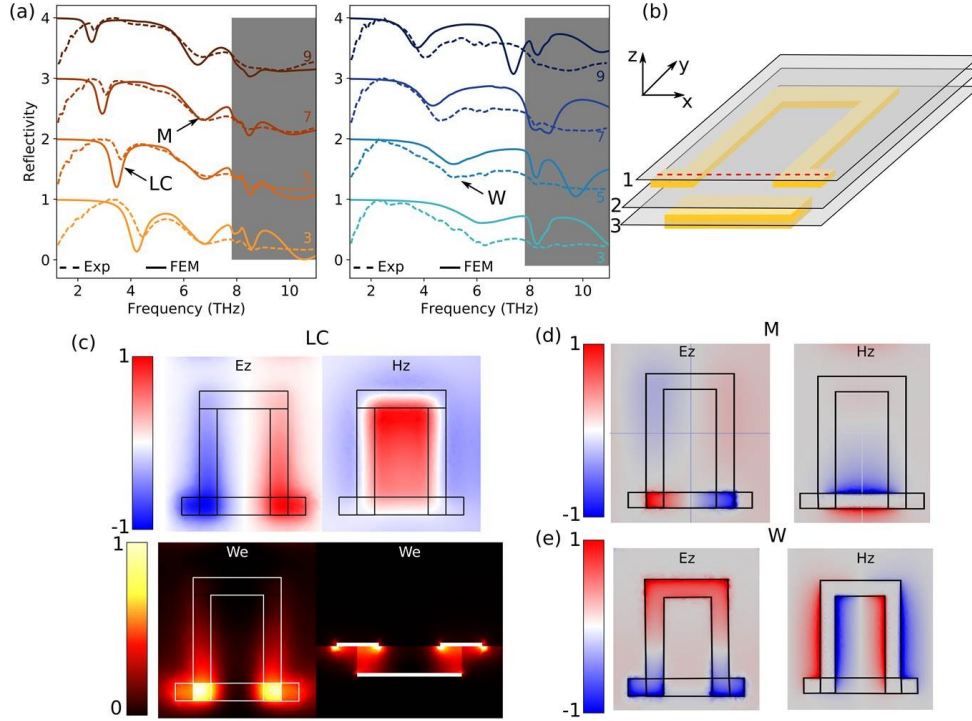 (a)
4
3
2
1
0
Reflectivity
9
7
5
3
M
LC
Exp
FEM
2
4
6
8
10
Frequency (THz)
4
3
2
1
0
9
7
5
3
W
Exp
FEM
2
4
6
8
10
Frequency (THz)
(b)
z
y
x
1
2
3
(c)
LC
1
-1
Ez
Hz
1
0
We
We
(d)
M
1
-1
Ez
Hz
(e)
W
1
-1
Ez
Hz